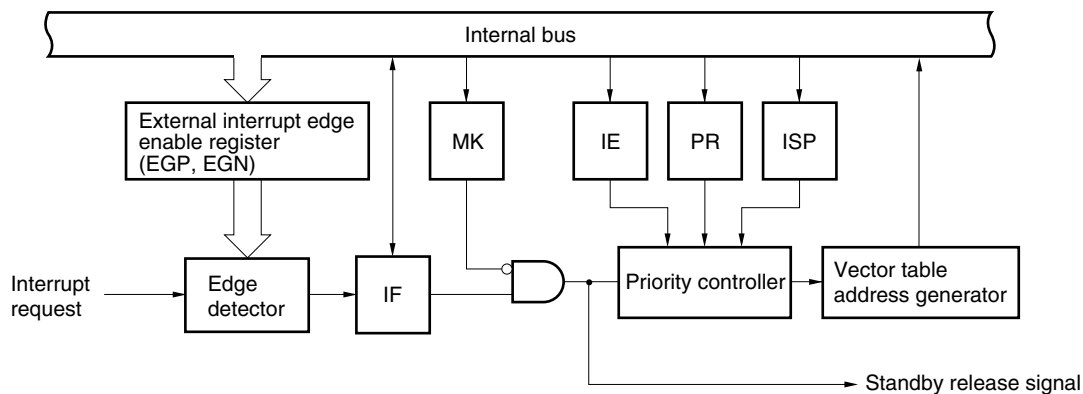 Internal bus
External interrupt edge
enable register
(EGP, EGN)
MK
IE
PR
ISP
Interrupt
request
Edge
detector
IF
Priority controller
Vector table
address generator
Standby release signal